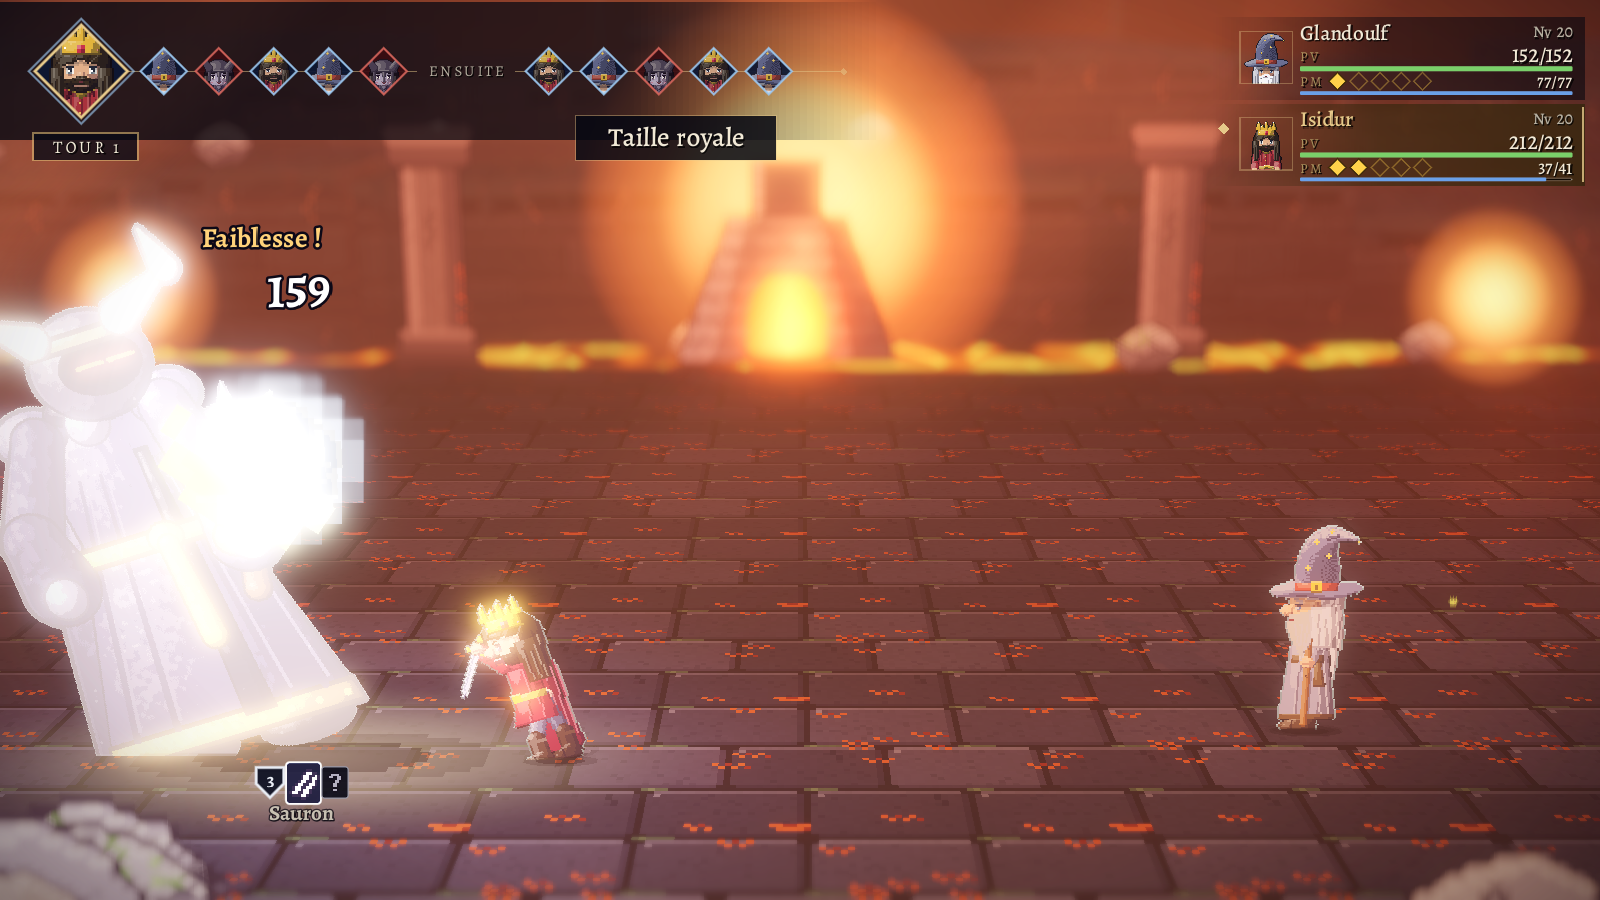 ENSUITE
TOUR 1
Taille royale
Glandoulf Nv 20
PV 152/152
PM 77/77
Isidur Nv 20
PV 212/212
PM 37/41
Faiblesse !
159
3 ?
Sauron